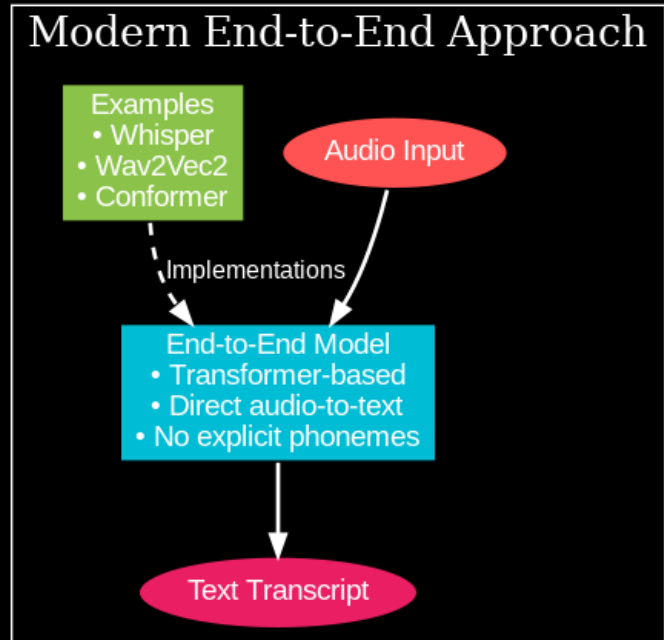 Modern End-to-End Approach
Examples
• Whisper
• Wav2Vec2
• Conformer
Audio Input
Implementations
End-to-End Model
• Transformer-based
• Direct audio-to-text
• No explicit phonemes
Text Transcript